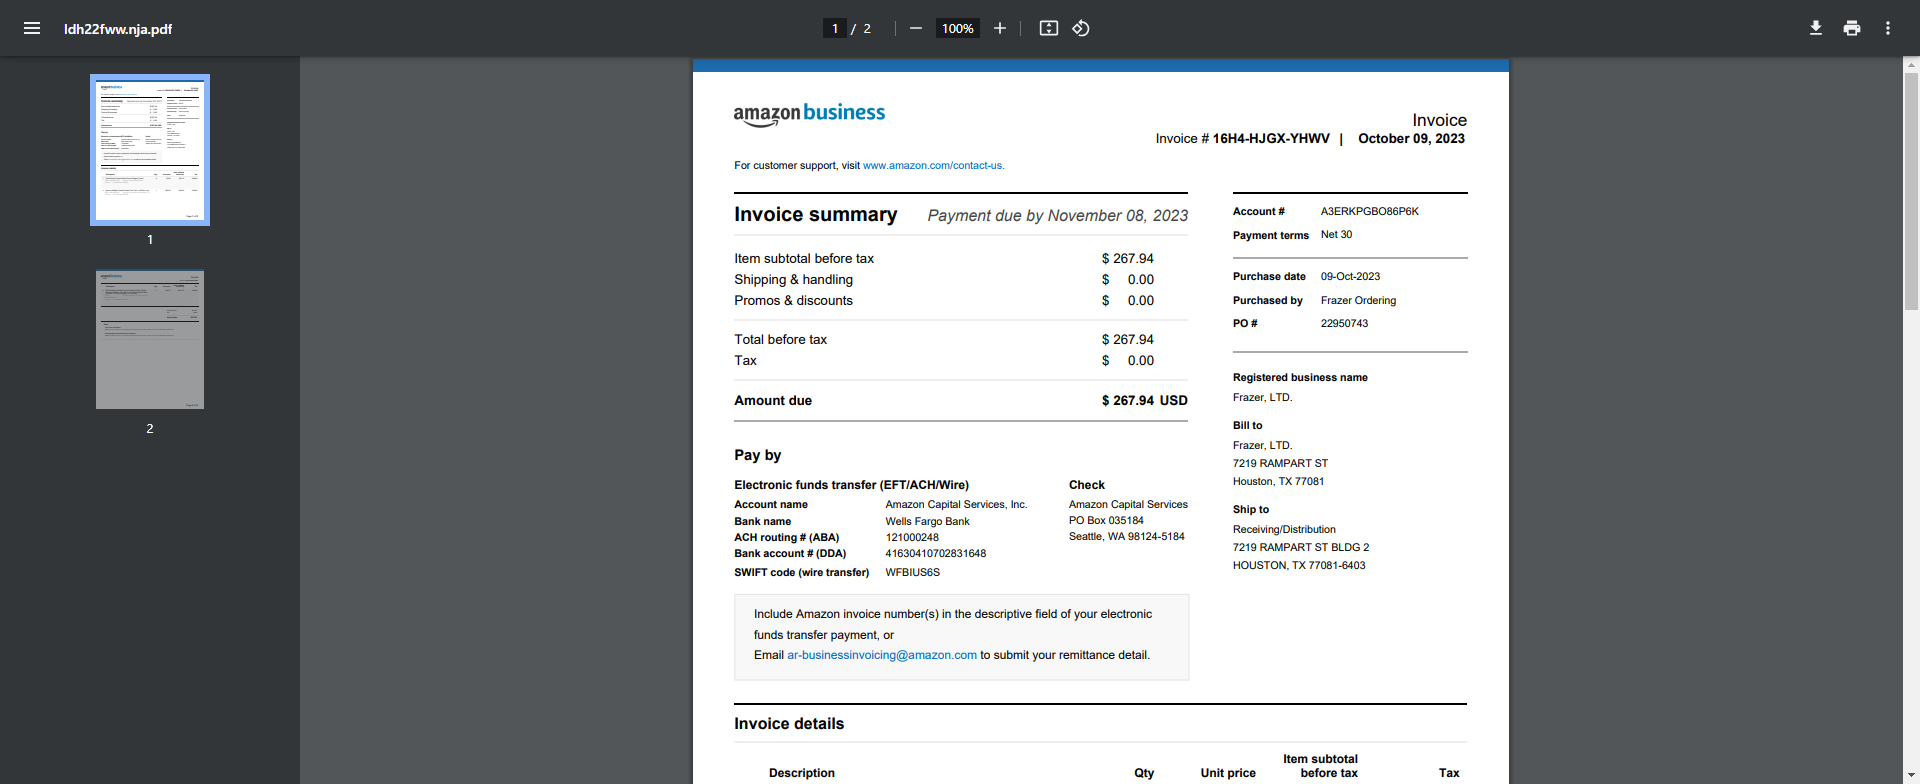 ldh22fww.nja.pdf
1 / 2
100%
1
2
amazon business
Invoice
Invoice # 16H4-HJGX-YHWV | October 09, 2023
For customer support, visit www.amazon.com/contact-us.
Invoice summary Payment due by November 08, 2023
Item subtotal before tax $ 267.94
Shipping & handling $ 0.00
Promos & discounts $ 0.00
Total before tax $ 267.94
Tax $ 0.00
Amount due $ 267.94 USD
Pay by
Electronic funds transfer (EFT/ACH/Wire)
Account name Amazon Capital Services, Inc.
Bank name Wells Fargo Bank
ACH routing # (ABA) 121000248
Bank account # (DDA) 41630410702831648
SWIFT code (wire transfer) WFBIUS6S
Check
Amazon Capital Services
PO Box 035184
Seattle, WA 98124-5184
Include Amazon invoice number(s) in the descriptive field of your electronic
funds transfer payment, or
Email ar-businessinvoicing@amazon.com to submit your remittance detail.
Account # A3ERKPGBO86P6K
Payment terms Net 30
Purchase date 09-Oct-2023
Purchased by Frazer Ordering
PO # 22950743
Registered business name
Frazer, LTD.
Bill to
Frazer, LTD.
7219 RAMPART ST
Houston, TX 77081
Ship to
Receiving/Distribution
7219 RAMPART ST BLDG 2
HOUSTON, TX 77081-6403
Invoice details
Description Qty Unit price Item subtotal before tax Tax